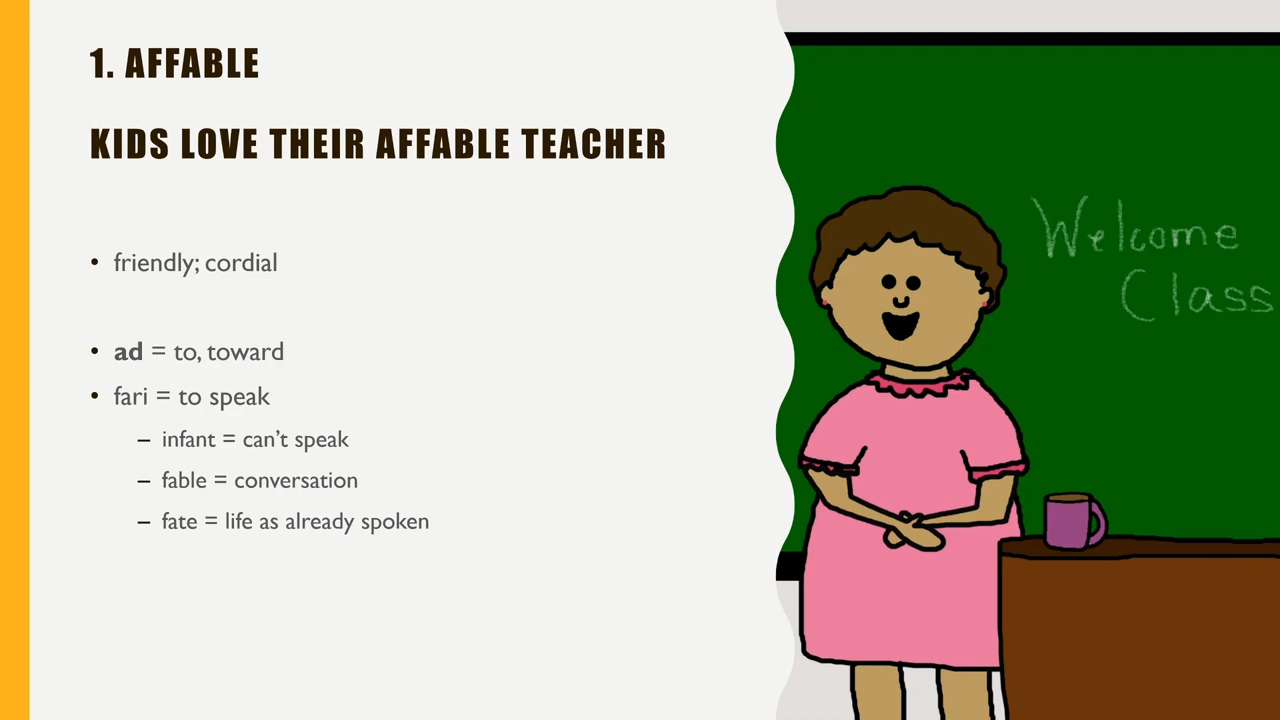 1. AFFABLE
KIDS LOVE THEIR AFFABLE TEACHER
• friendly; cordial
• ad = to, toward
• fari = to speak
– infant = can't speak
– fable = conversation
– fate = life as already spoken
Welcome
Class